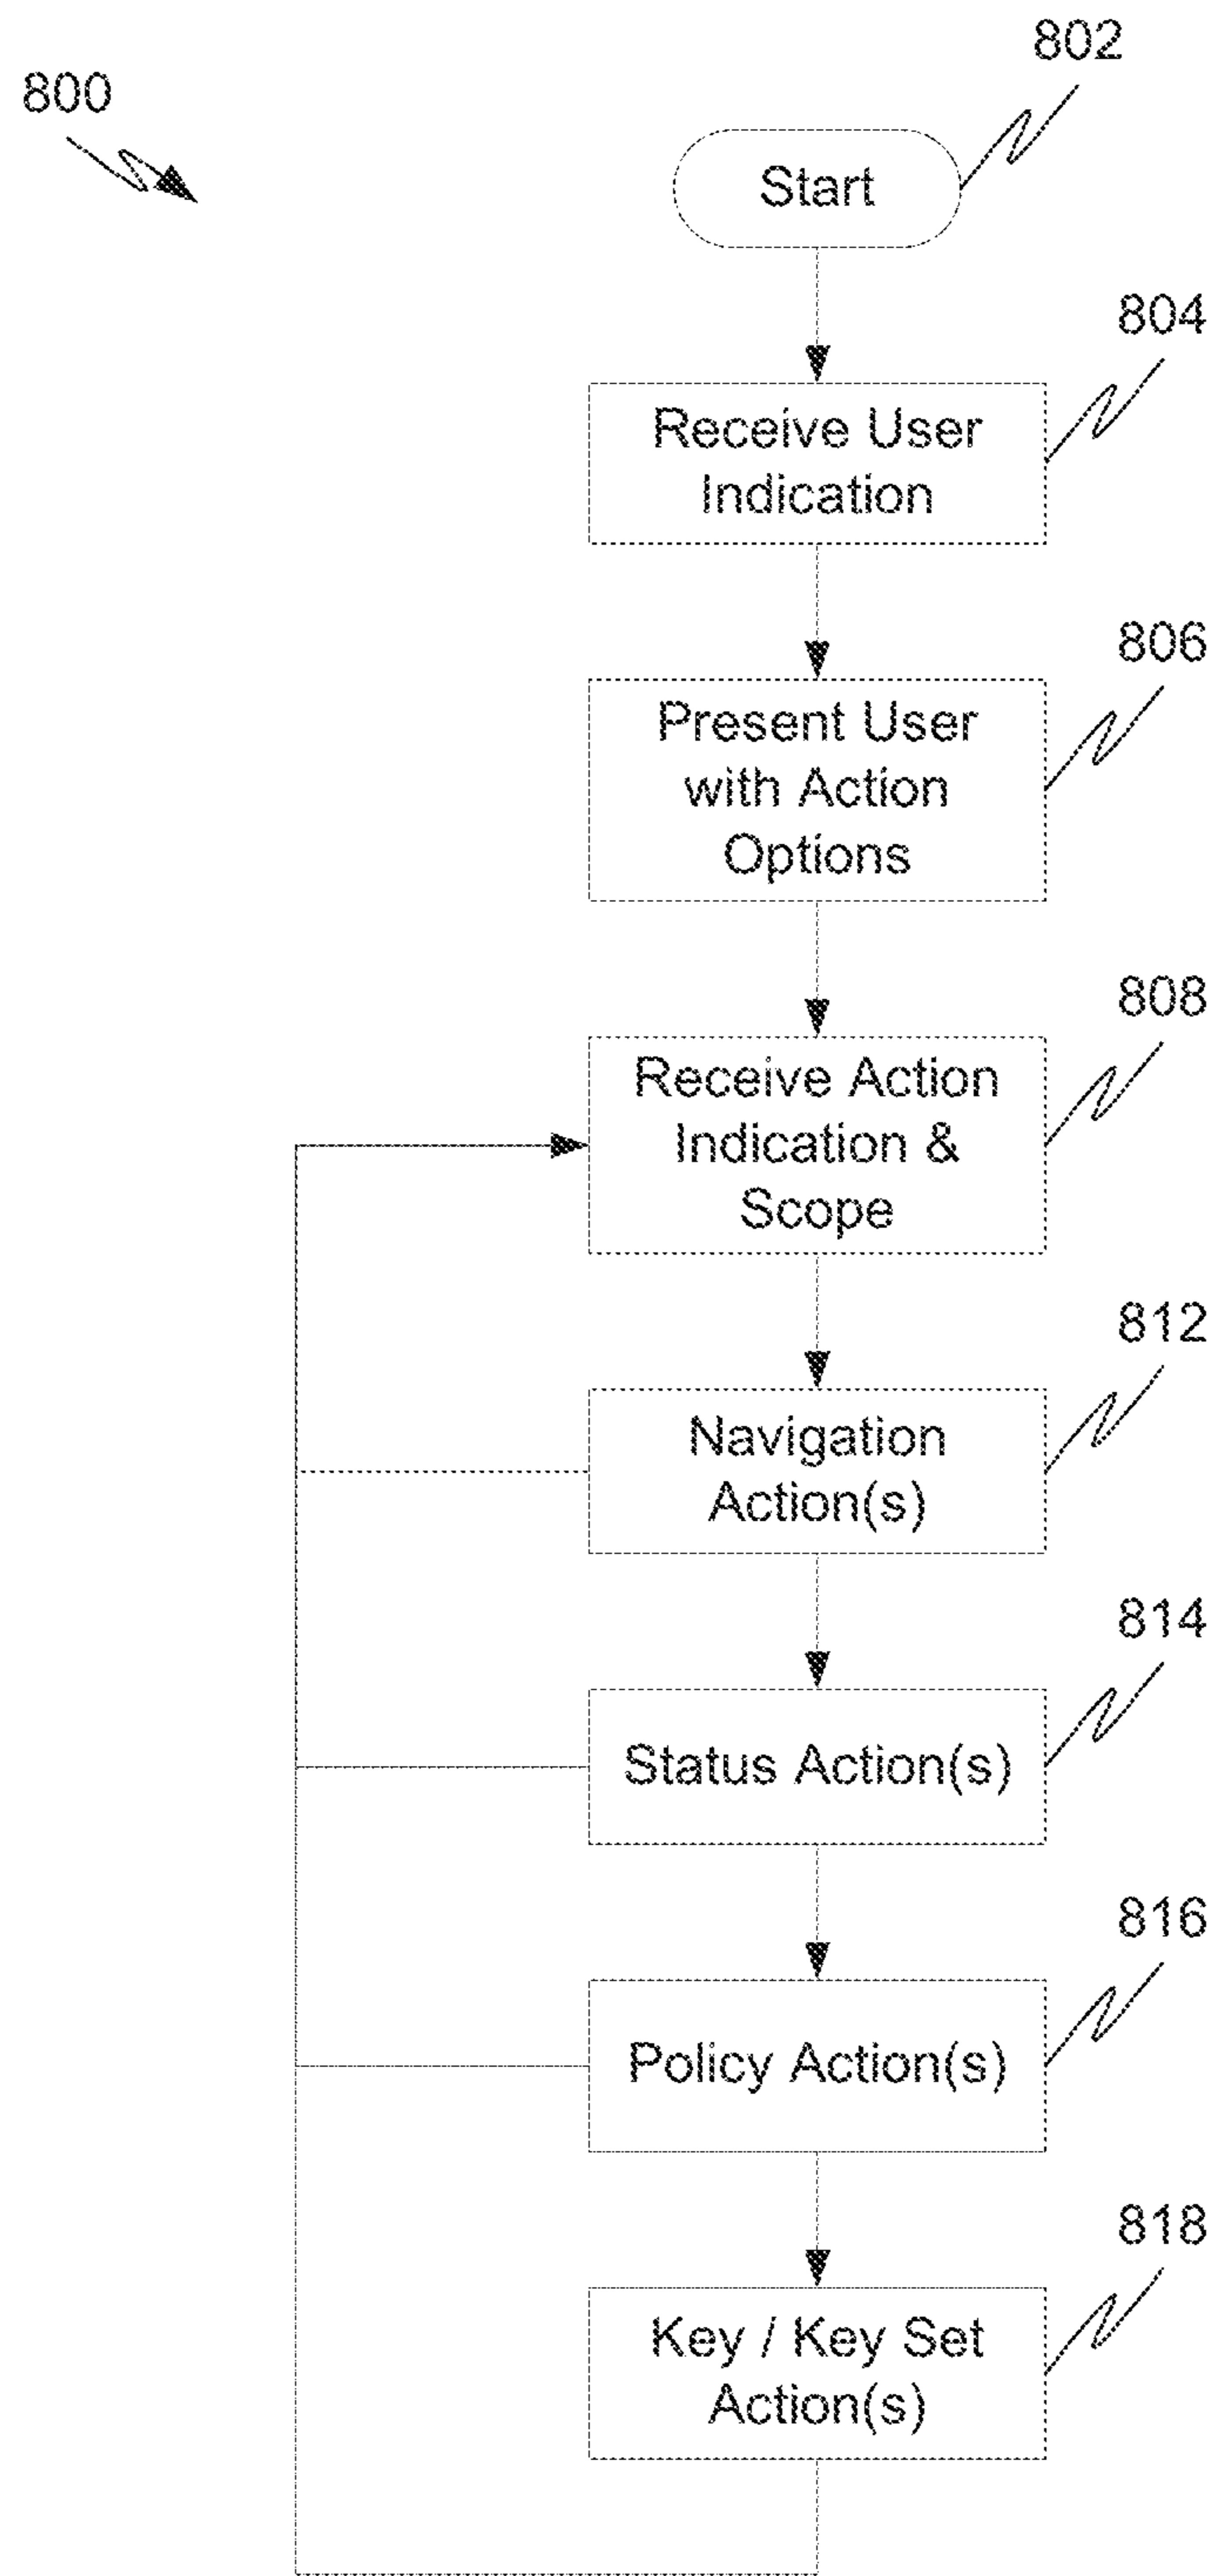 802
800
Start
804
Receive User
Indication
806
Present User
with Action
Options
808
Receive Action
Indication &
Scope
812
Navigation
Action(s)
814
Status Action(s)
816
Policy Action(s)
818
Key / Key Set
Action(s)